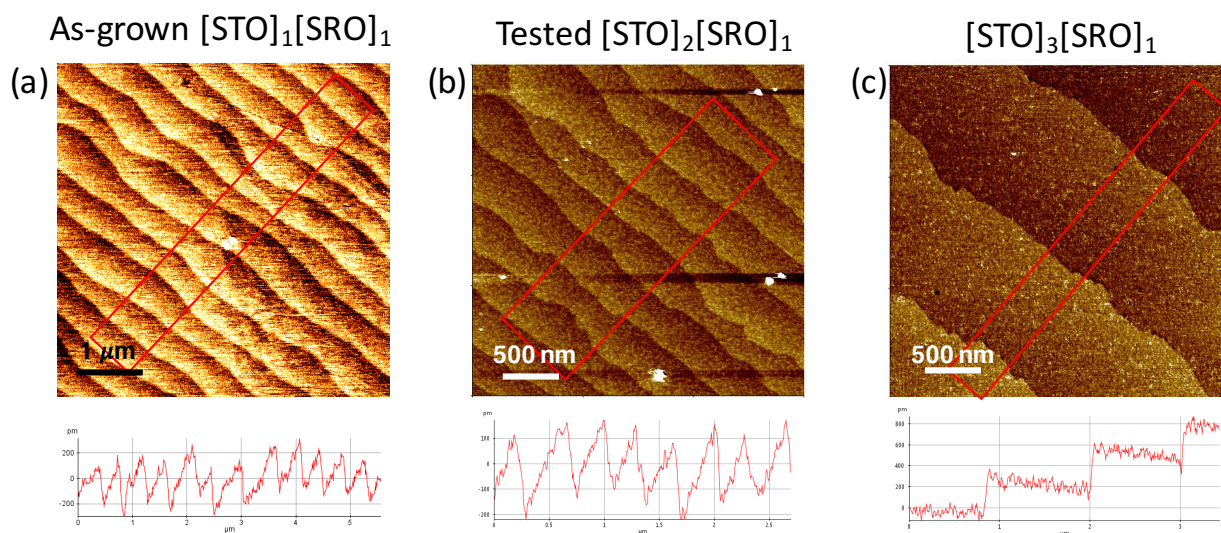 As-grown [STO]₁[SRO]₁
Tested [STO]₂[SRO]₁
[STO]₃[SRO]₁
(a)
(b)
(c)
1 μm
500 nm
500 nm
pm
200
0
-200
0
1
2
3
4
5
μm
pm
100
0
-100
-200
0
0.5
1
1.5
2
2.5
μm
pm
800
600
400
200
0
0
1
2
3